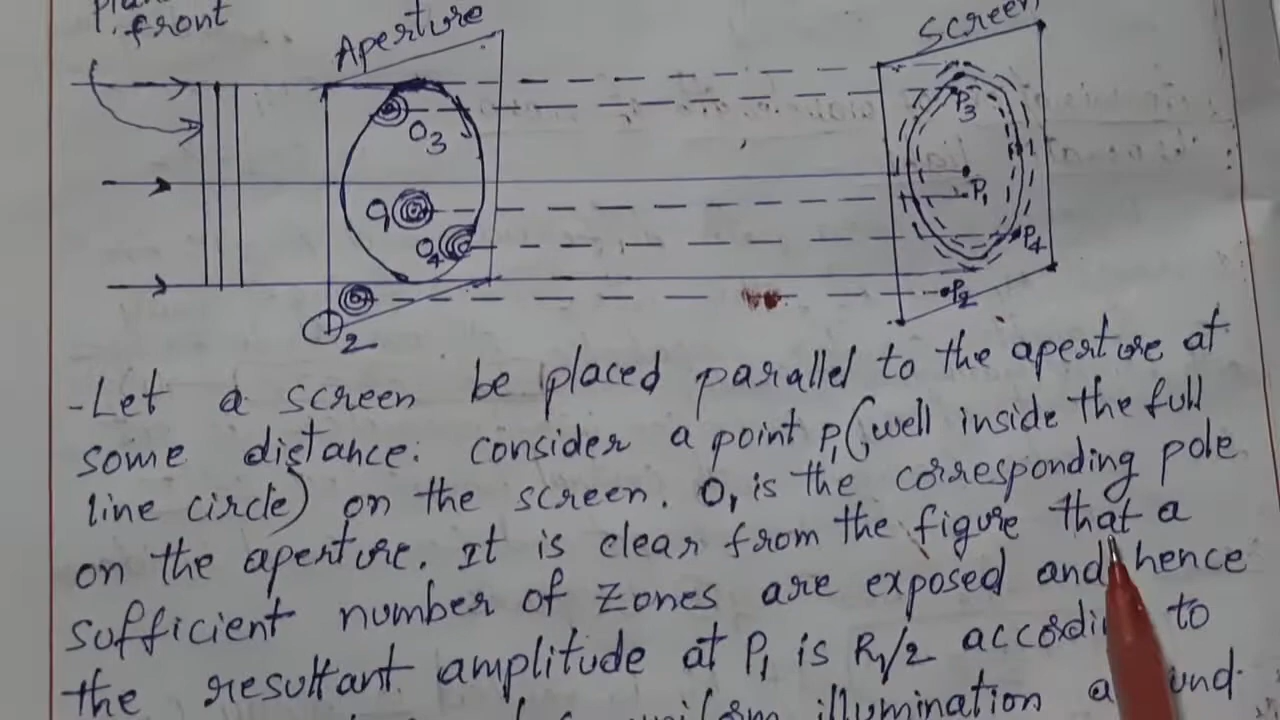 front
Aperture
Screen
O3
P3
P1
O4
P4
P2
2
-Let a screen be placed parallel to the aperture at
some distance. consider a point P1 (well inside the full
line circle) on the screen. O1 is the corresponding pole
on the aperture. It is clear from the figure that a
sufficient number of zones are exposed and hence
the resultant amplitude at P1 is R1/2 to
illumination